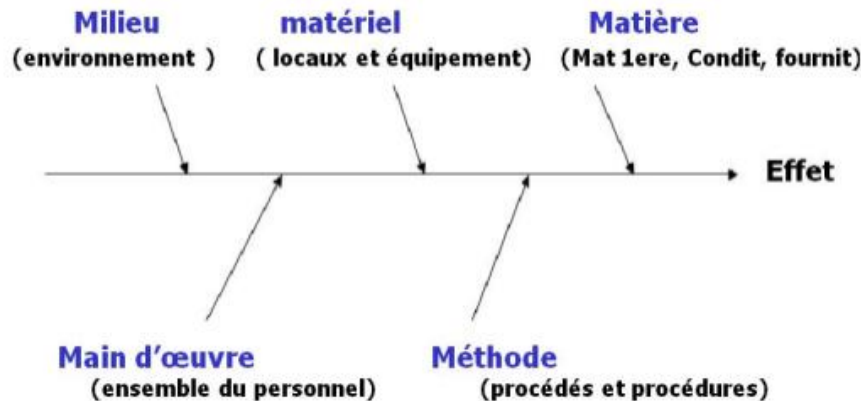 Milieu
(environnement )
matériel
( locaux et équipement)
Matière
(Mat 1ere, Condit, fournit)
Effet
Main d'œuvre
(ensemble du personnel)
Méthode
(procédés et procédures)